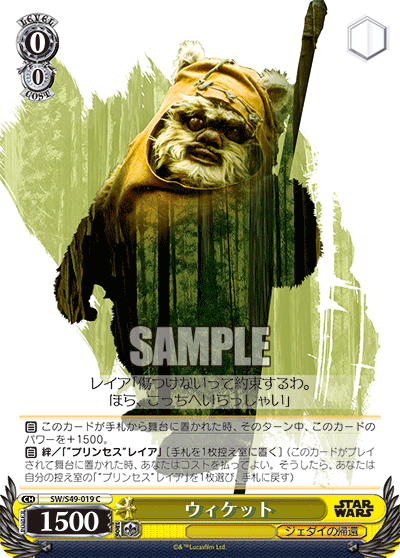 LEVEL
0
0
COST
SAMPLE
レイア「傷つけないって約束するわ。
ほら、こっちへいらっしゃい」
このカードが手札から舞台に置かれた時、そのターン中、このカードの
パワーを+1500。
絆/「“プリンセス”レイア」 [手札を1枚控室に置く] (このカードがプレイ
されて舞台に置かれた時、あなたはコストを払ってよい。そうしたら、あなたは
自分の控室の「“プリンセス”レイア」を1枚選び、手札に戻す)
CH
SW/S49-019 C
1500
ウィケット
STAR
WARS
ジェダイの帰還
©&™Lucasfilm Ltd.